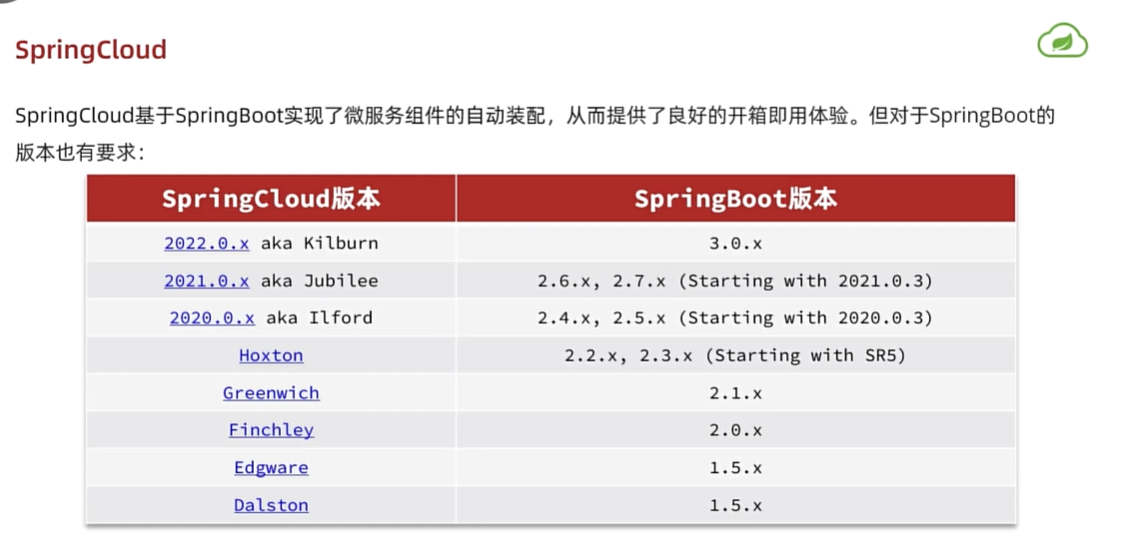 SpringCloud
SpringCloud基于SpringBoot实现了微服务组件的自动装配，从而提供了良好的开箱即用体验。但对于SpringBoot的
版本也有要求：
SpringCloud版本 SpringBoot版本
2022.0.x aka Kilburn 3.0.x
2021.0.x aka Jubilee 2.6.x, 2.7.x (Starting with 2021.0.3)
2020.0.x aka Ilford 2.4.x, 2.5.x (Starting with 2020.0.3)
Hoxton 2.2.x, 2.3.x (Starting with SR5)
Greenwich 2.1.x
Finchley 2.0.x
Edgware 1.5.x
Dalston 1.5.x